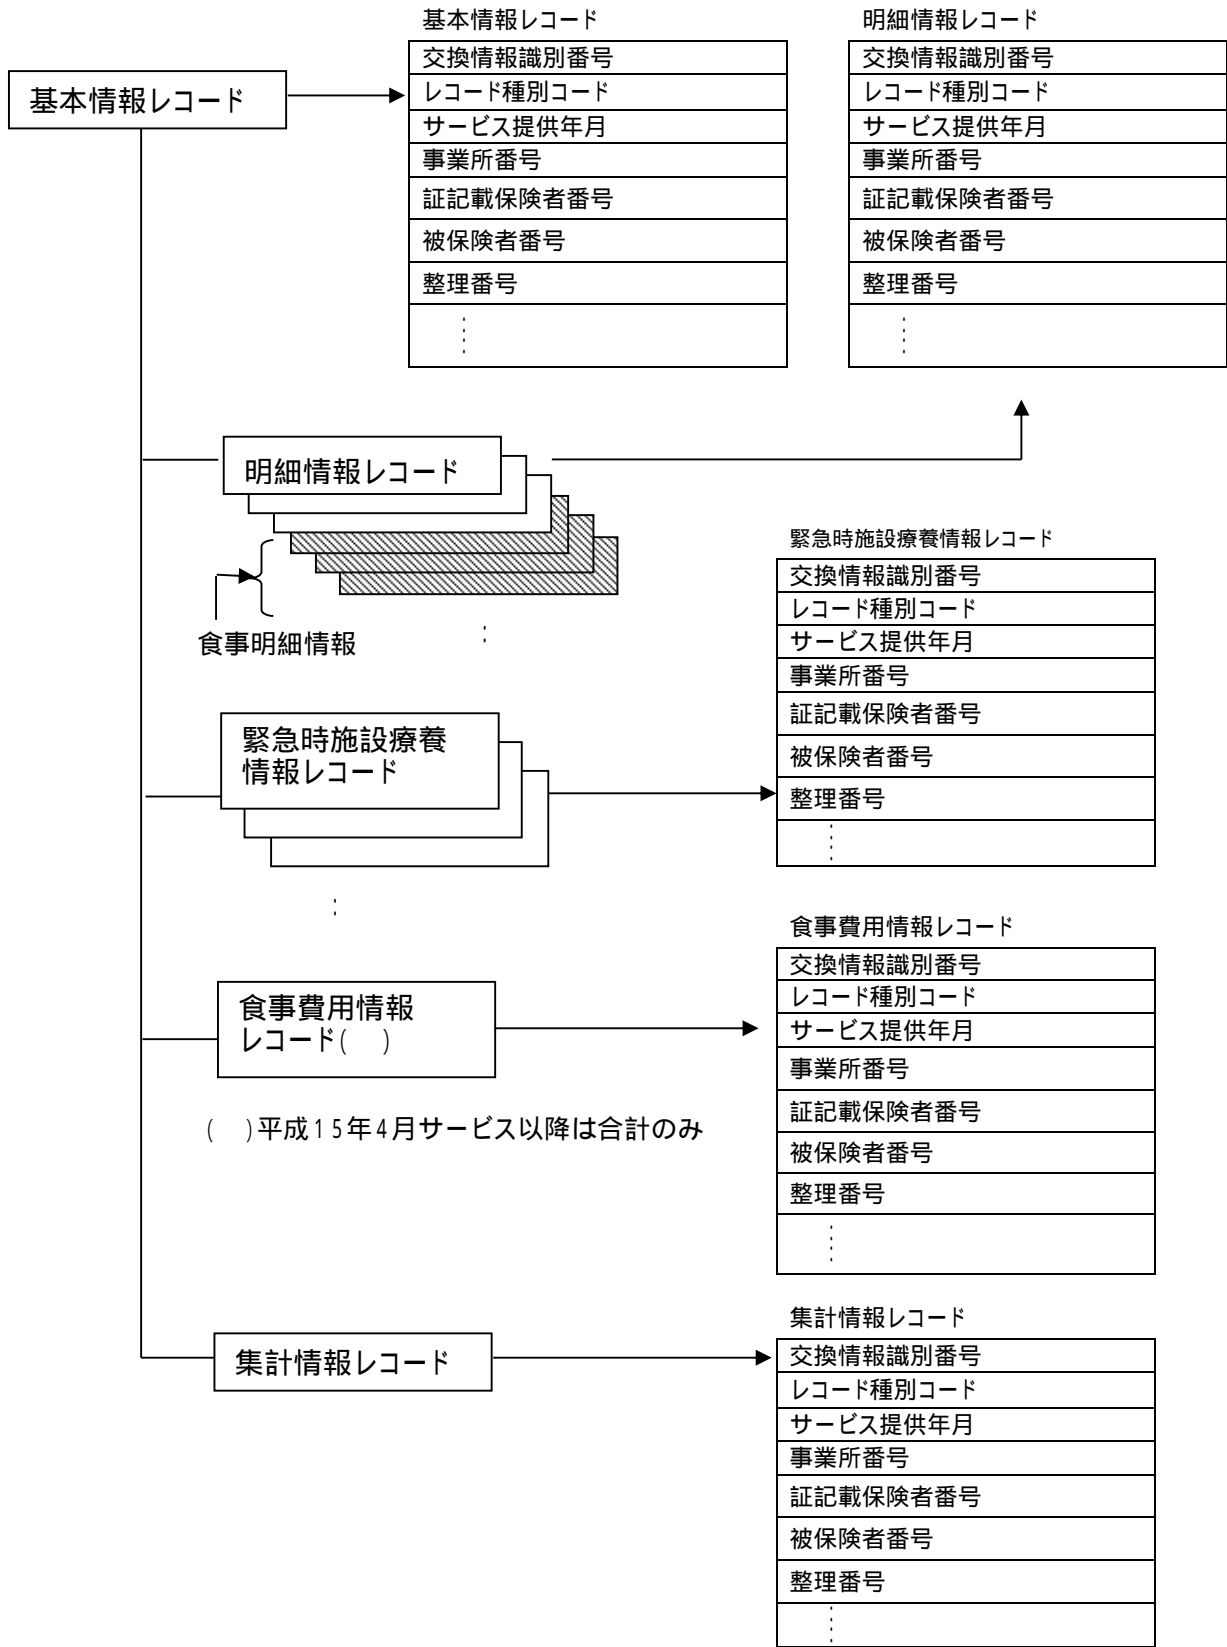 基本情報レコード
基本情報レコード
交換情報識別番号
レコード種別コード
サービス提供年月
事業所番号
証記載保険者番号
被保険者番号
整理番号
明細情報レコード
交換情報識別番号
レコード種別コード
サービス提供年月
事業所番号
証記載保険者番号
被保険者番号
整理番号
明細情報レコード
食事明細情報
緊急時施設療養情報レコード
交換情報識別番号
レコード種別コード
サービス提供年月
事業所番号
証記載保険者番号
被保険者番号
整理番号
緊急時施設療養
情報レコード
食事費用情報レコード
交換情報識別番号
レコード種別コード
サービス提供年月
事業所番号
証記載保険者番号
被保険者番号
整理番号
食事費用情報
レコード(　)
(　)平成15年4月サービス以降は合計のみ
集計情報レコード
集計情報レコード
交換情報識別番号
レコード種別コード
サービス提供年月
事業所番号
証記載保険者番号
被保険者番号
整理番号